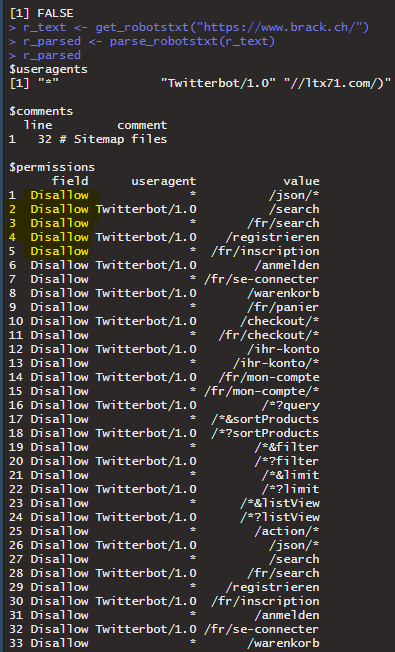 [1] FALSE
> r_text <- get_robotstxt("https://www.brack.ch/")
> r_parsed <- parse_robotstxt(r_text)
> r_parsed
$useragents
[1] "*" "Twitterbot/1.0" "//ltx71.com/)"
$comments
line comment
1 32 # Sitemap files
$permissions
field useragent value
1 Disallow * /json/*
2 Disallow Twitterbot/1.0 /search
3 Disallow * /fr/search
4 Disallow Twitterbot/1.0 /registrieren
5 Disallow * /fr/inscription
6 Disallow Twitterbot/1.0 /anmelden
7 Disallow * /fr/se-connecter
8 Disallow Twitterbot/1.0 /warenkorb
9 Disallow * /fr/panier
10 Disallow Twitterbot/1.0 /checkout/*
11 Disallow * /fr/checkout/*
12 Disallow Twitterbot/1.0 /ihr-konto
13 Disallow * /ihr-konto/*
14 Disallow Twitterbot/1.0 /fr/mon-compte
15 Disallow * /fr/mon-compte/*
16 Disallow Twitterbot/1.0 /*?query
17 Disallow * /*&sortProducts
18 Disallow Twitterbot/1.0 /*?sortProducts
19 Disallow * /*&filter
20 Disallow Twitterbot/1.0 /*?filter
21 Disallow * /*&limit
22 Disallow Twitterbot/1.0 /*?limit
23 Disallow * /*&listView
24 Disallow Twitterbot/1.0 /*?listView
25 Disallow * /action/*
26 Disallow Twitterbot/1.0 /json/*
27 Disallow * /search
28 Disallow Twitterbot/1.0 /fr/search
29 Disallow * /registrieren
30 Disallow Twitterbot/1.0 /fr/inscription
31 Disallow * /anmelden
32 Disallow Twitterbot/1.0 /fr/se-connecter
33 Disallow * /warenkorb